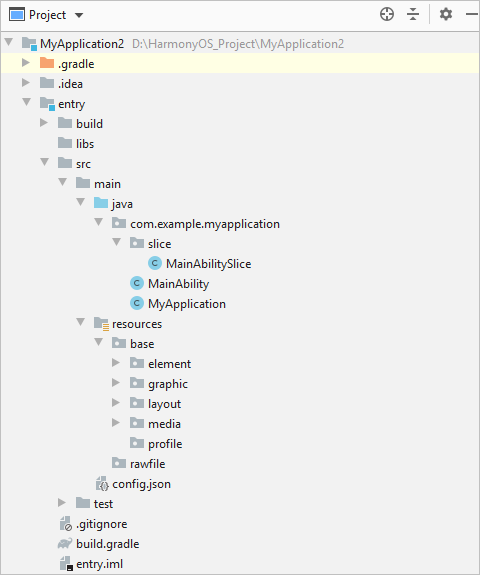 Project
MyApplication2 D:\HarmonyOS_Project\MyApplication2
.gradle
.idea
entry
build
libs
src
main
java
com.example.myapplication
slice
C MainAbilitySlice
C MainAbility
C MyApplication
resources
base
element
graphic
layout
media
profile
rawfile
config.json
test
.gitignore
build.gradle
entry.iml